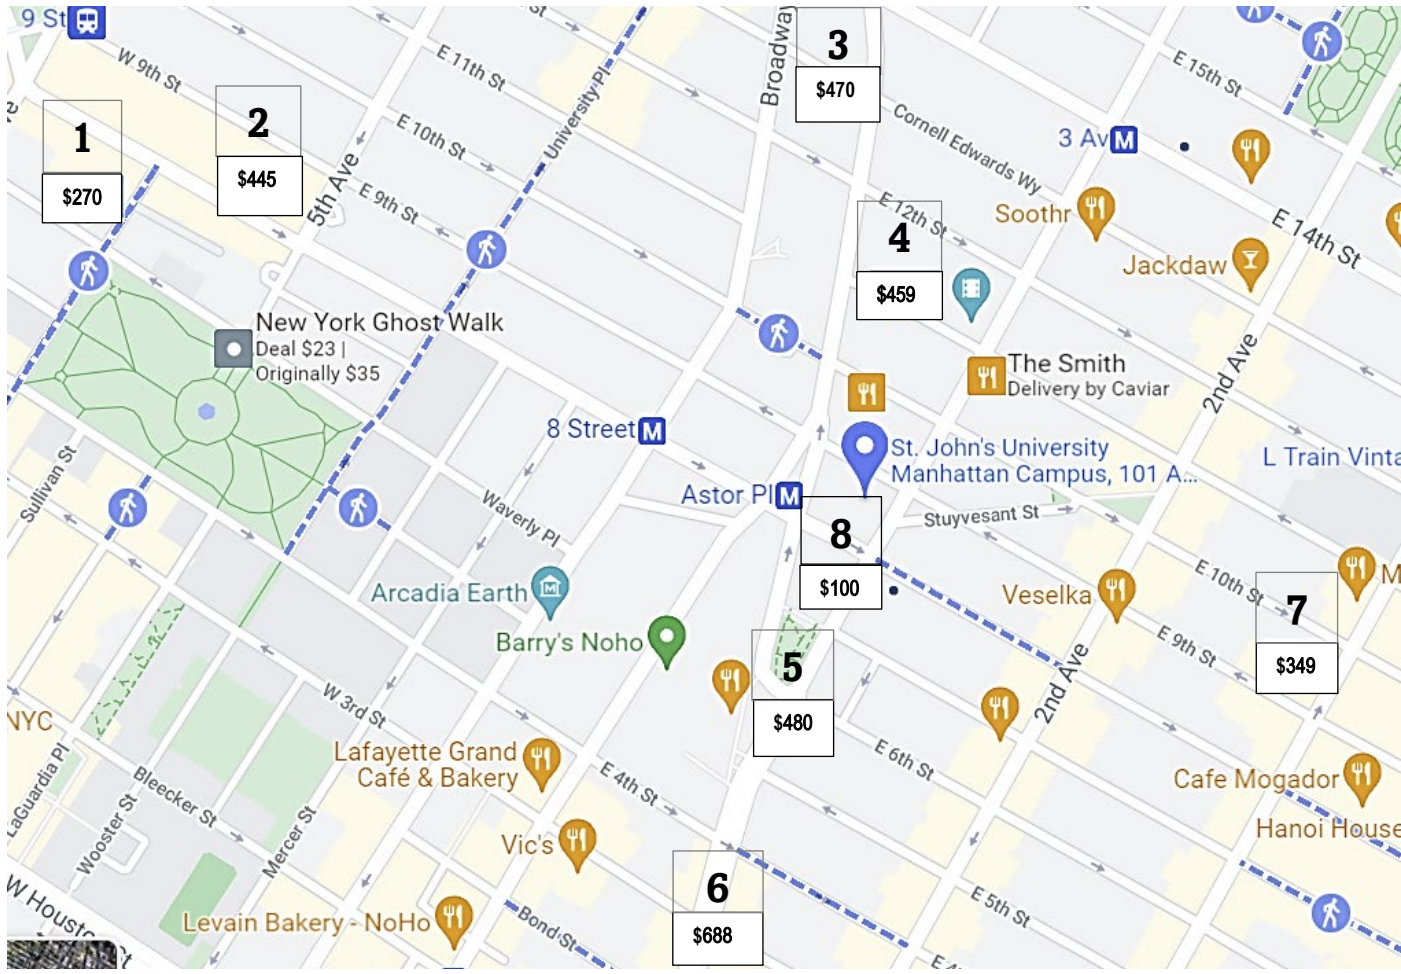 9 St
W 9th St
1
$270
2
$445
5th Ave
E 11th St
E 10th St
E 9th St
University Pl
Broadway
3
$470
Cornell Edwards Wy
E 15th St
3 Av
M
Soothr
E 12th St
4
$459
Jackdaw
E 14th St
New York Ghost Walk
Deal $23 |
Originally $35
The Smith
Delivery by Caviar
2nd Ave
8 Street
M
St. John's University
Manhattan Campus, 101 A...
L Train Vinta
Sullivan St
Astor Pl
M
Waverly Pl
8
$100
Stuyvesant St
Arcadia Earth
Veselka
E 10th St
7
$349
M
Barry's Noho
5
$480
E 9th St
2nd Ave
NYC
W 3rd St
Lafayette Grand
Café & Bakery
E 6th St
Cafe Mogador
Hanoi House
LaGuardia Pl
Bleecker St
Wooster St
Mercer St
E 4th St
Vic's
6
$688
E 5th St
W Houston St
Levain Bakery - NoHo
Bond St
E 4